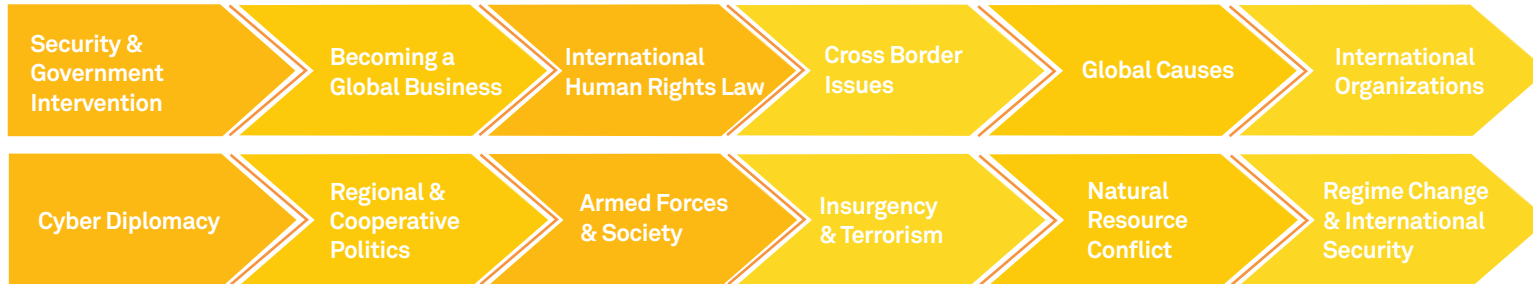 Security &
Government
Intervention
Becoming a
Global Business
International
Human Rights Law
Cross Border
Issues
Global Causes
International
Organizations
Cyber Diplomacy
Regional &
Cooperative
Politics
Armed Forces
& Society
Insurgency
& Terrorism
Natural
Resource
Conflict
Regime Change
& International
Security